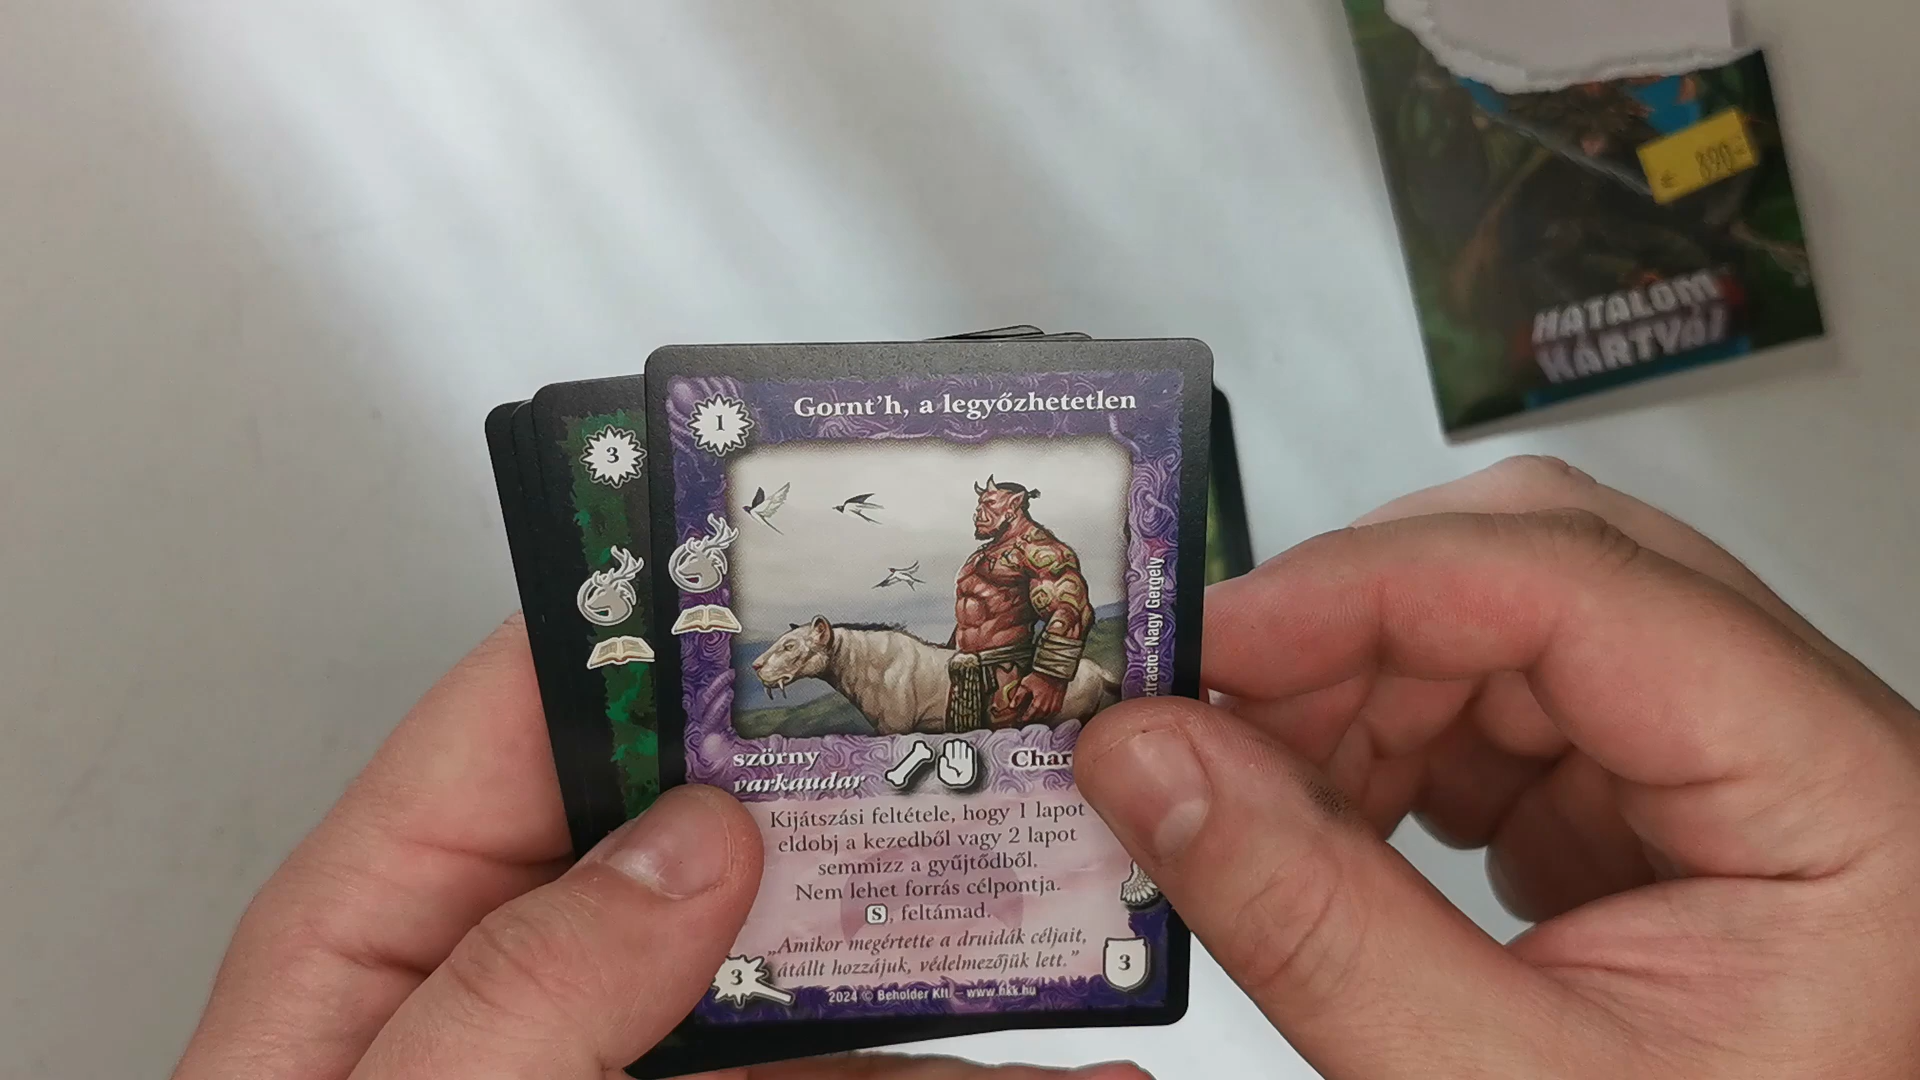 890
HATALOM
KÁRTYÁI
3
1
Gornt'h, a legyőzhetetlen
Nagy Gergely
szörny
varkaudar
Char
Kijátszási feltétele, hogy 1 lapot
eldobj a kezedből vagy 2 lapot
semmizz a gyűjtődből.
Nem lehet forrás célpontja.
S, feltámad.
„Amikor megértette a druidák céljait,
átállt hozzájuk, védelmezőjük lett.”
3
3
2024 © Beholder Kft. – www.hkk.hu